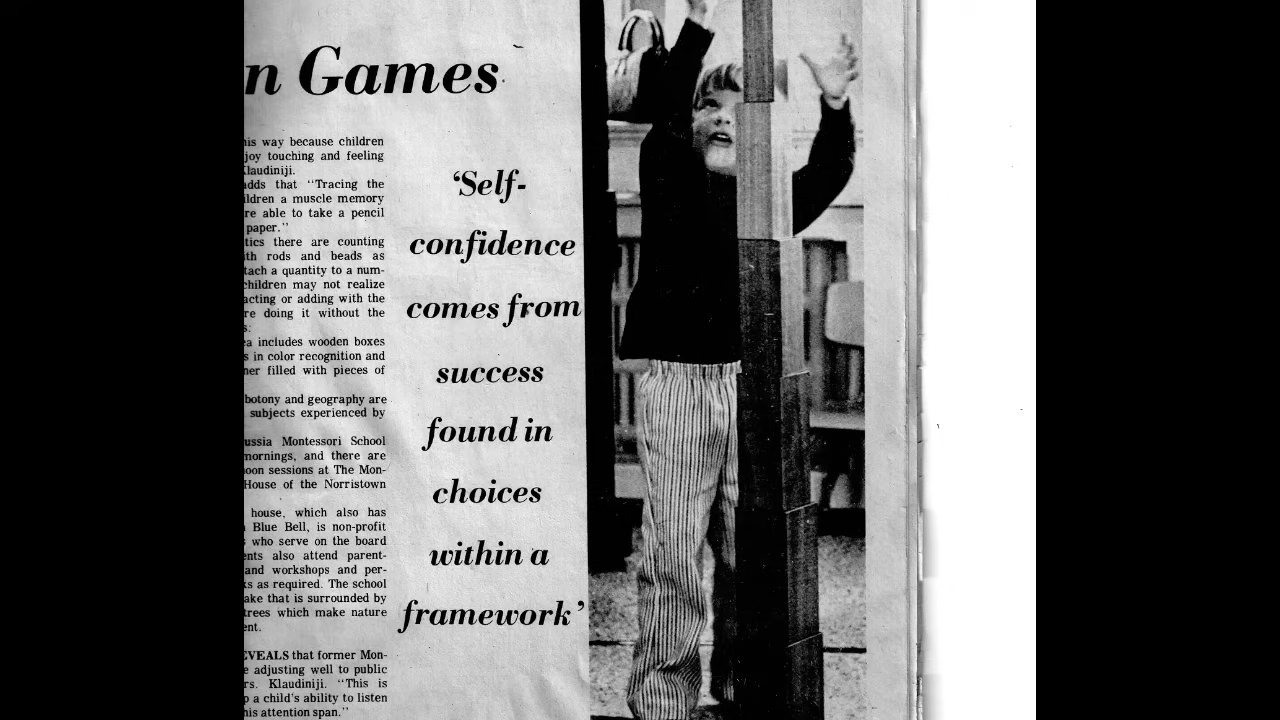 n Games
his way because children
joy touching and feeling
Klaudiniji.
adds that "Tracing the
ildren a muscle memory
re able to take a pencil
paper."
tics there are counting
th rods and beads as
tach a quantity to a num-
children may not realize
acting or adding with the
re doing it without the
s:
ea includes wooden boxes
s in color recognition and
ner filled with pieces of
botony and geography are
subjects experienced by
ussia Montessori School
mornings, and there are
oon sessions at The Mon-
House of the Norristown
house, which also has
Blue Bell, is non-profit
who serve on the board
ents also attend parent-
and workshops and per-
ks as required. The school
ake that is surrounded by
trees which make nature
ent.
EVEALS that former Mon-
e adjusting well to public
rs. Klaudiniji. "This is
p a child's ability to listen
his attention span."
'Self-
confidence
comes from
success
found in
choices
within a
framework'